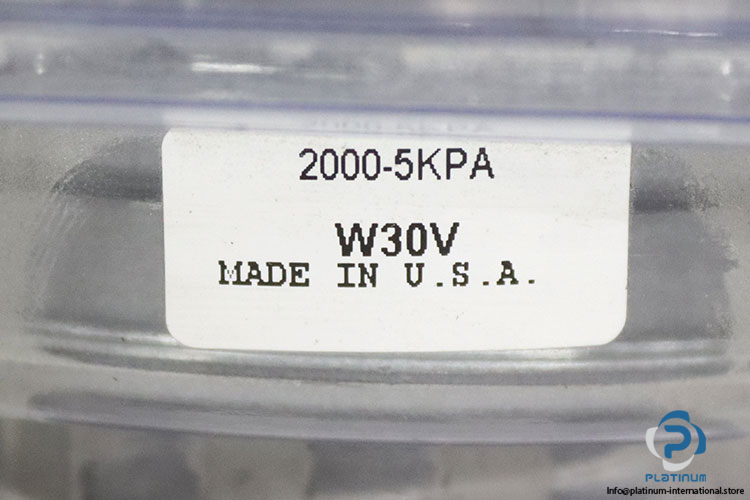 2000-5KPA
W30V
MADE IN U.S.A.
PLATINUM
Info@platinum-international.store